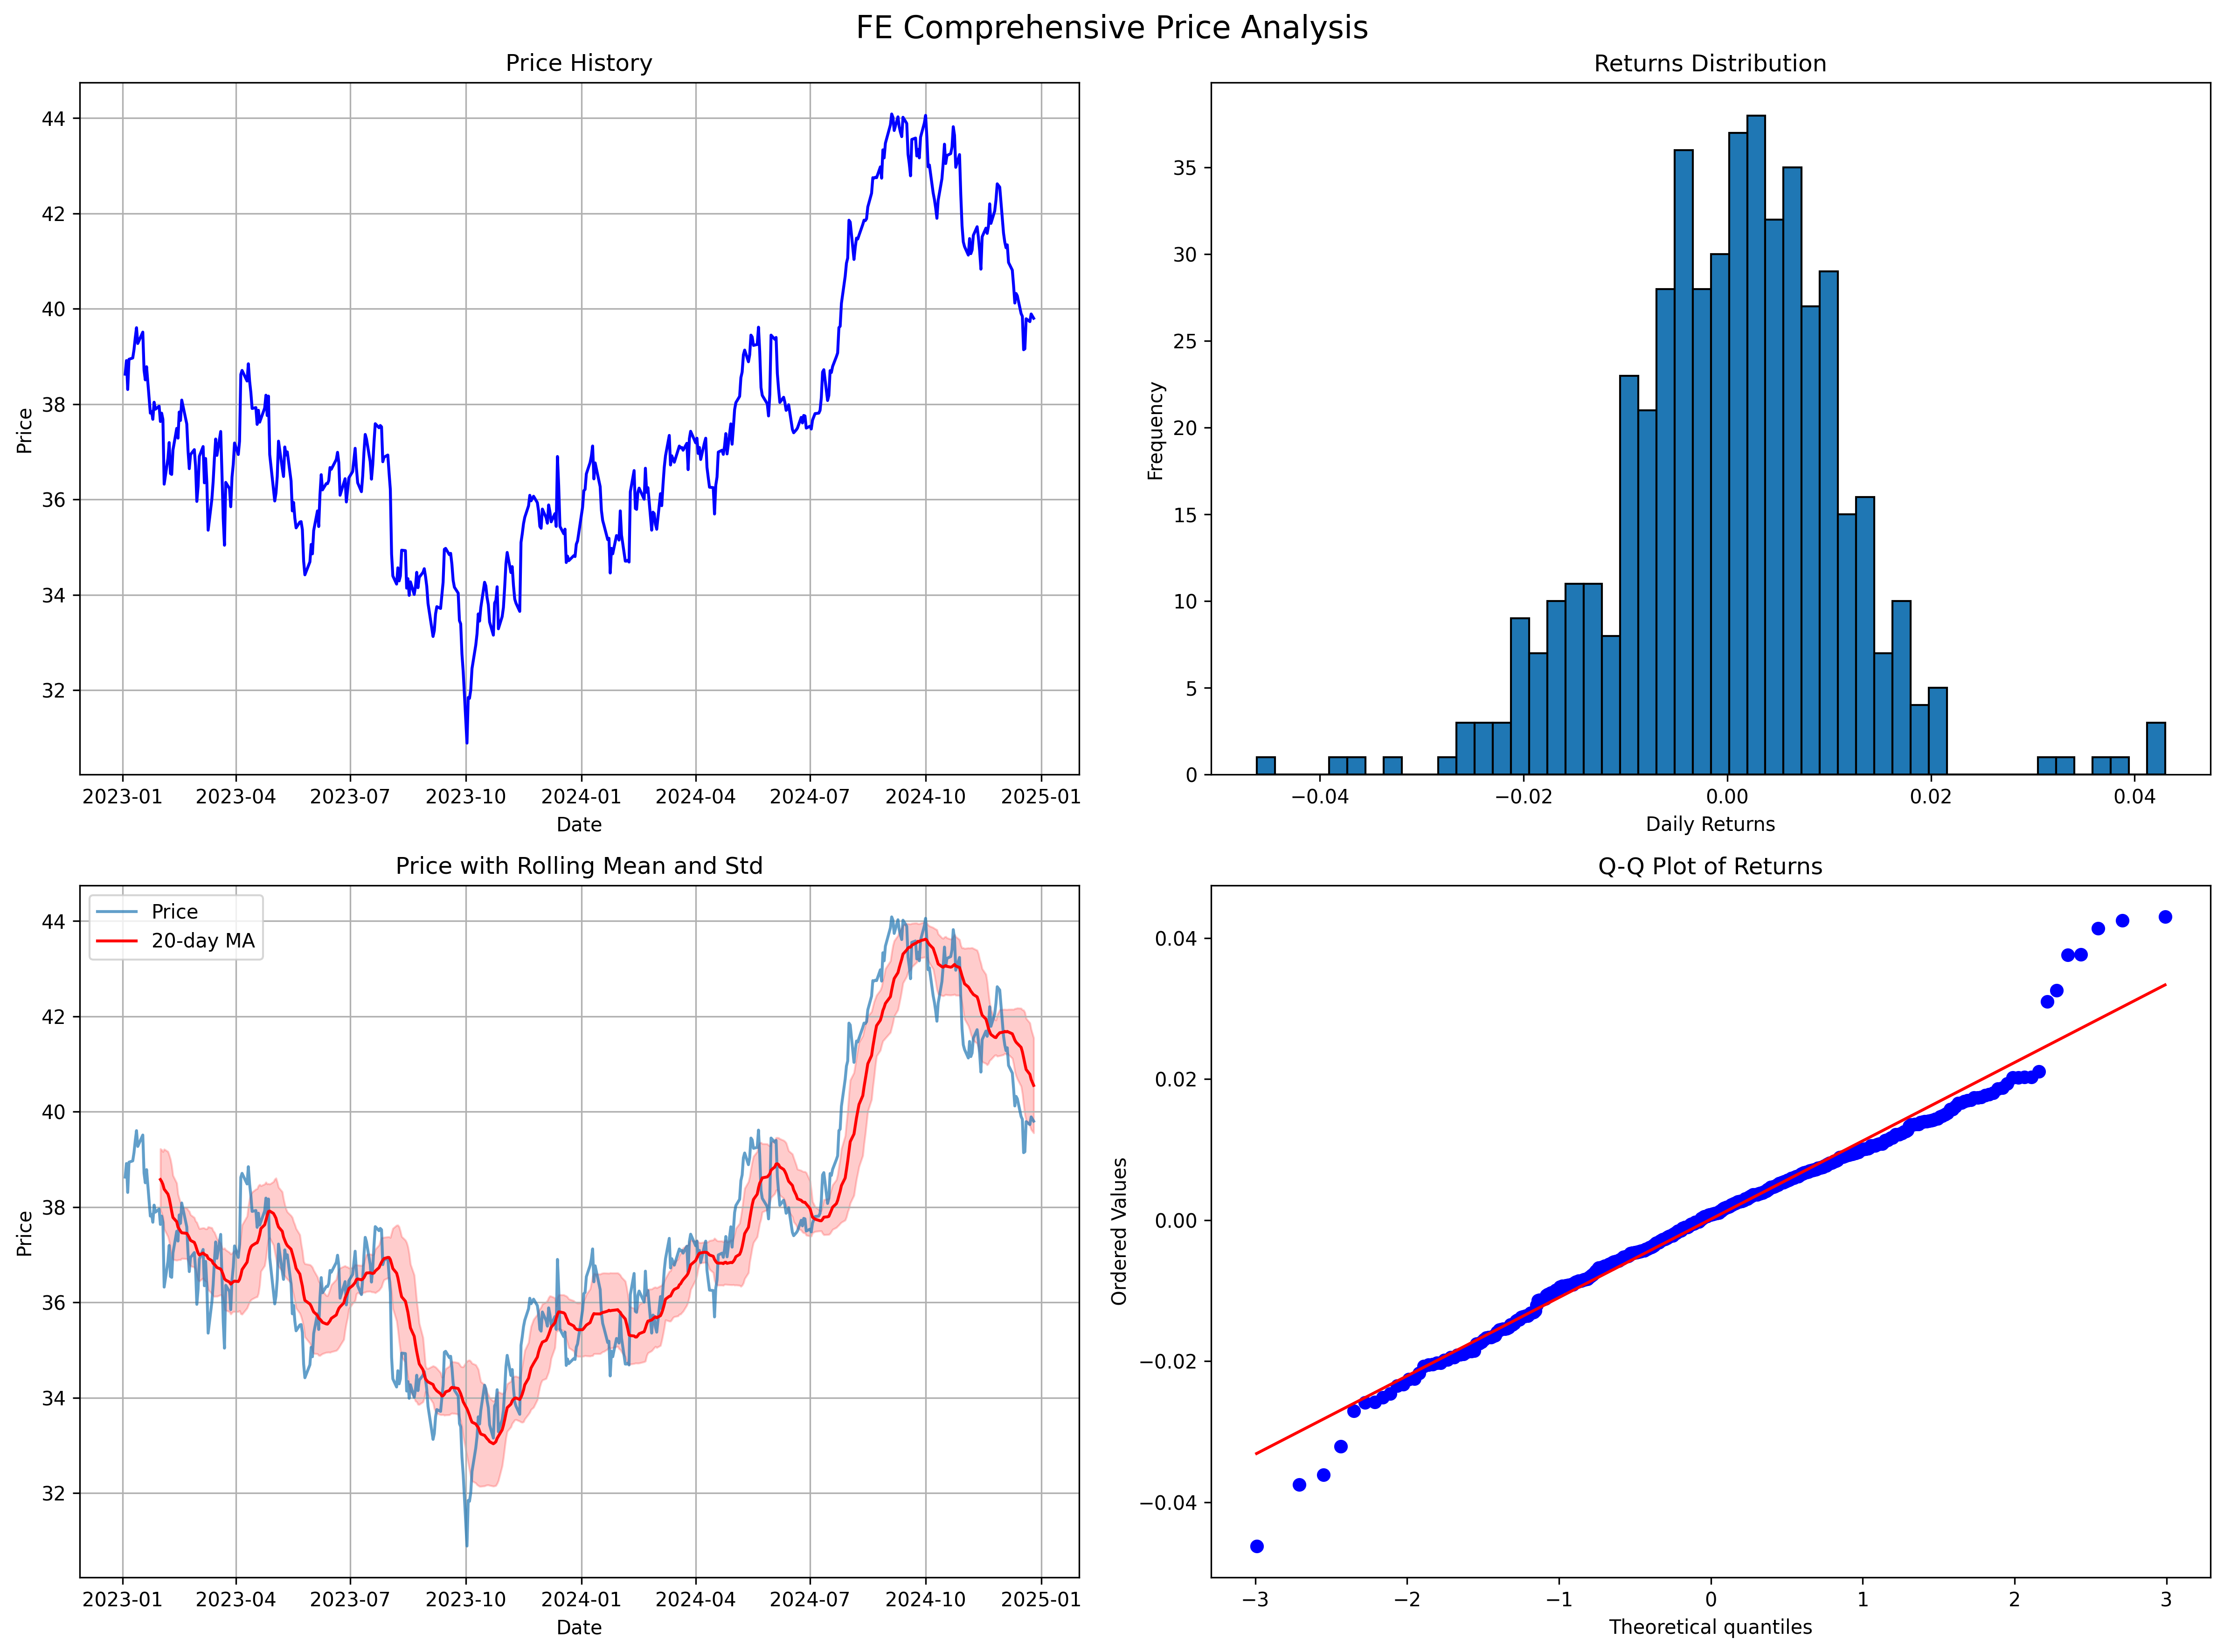 FE Comprehensive Price Analysis
Price History
44
42
40
38
36
34
32
Price
2023-01 2023-04 2023-07 2023-10 2024-01 2024-04 2024-07 2024-10 2025-01
Date
Returns Distribution
35
30
25
20
15
10
5
0
Frequency
−0.04 −0.02 0.00 0.02 0.04
Daily Returns
Price with Rolling Mean and Std
Price
20-day MA
44
42
40
38
36
34
32
Price
2023-01 2023-04 2023-07 2023-10 2024-01 2024-04 2024-07 2024-10 2025-01
Date
Q-Q Plot of Returns
0.04
0.02
0.00
−0.02
−0.04
Ordered Values
−3 −2 −1 0 1 2 3
Theoretical quantiles